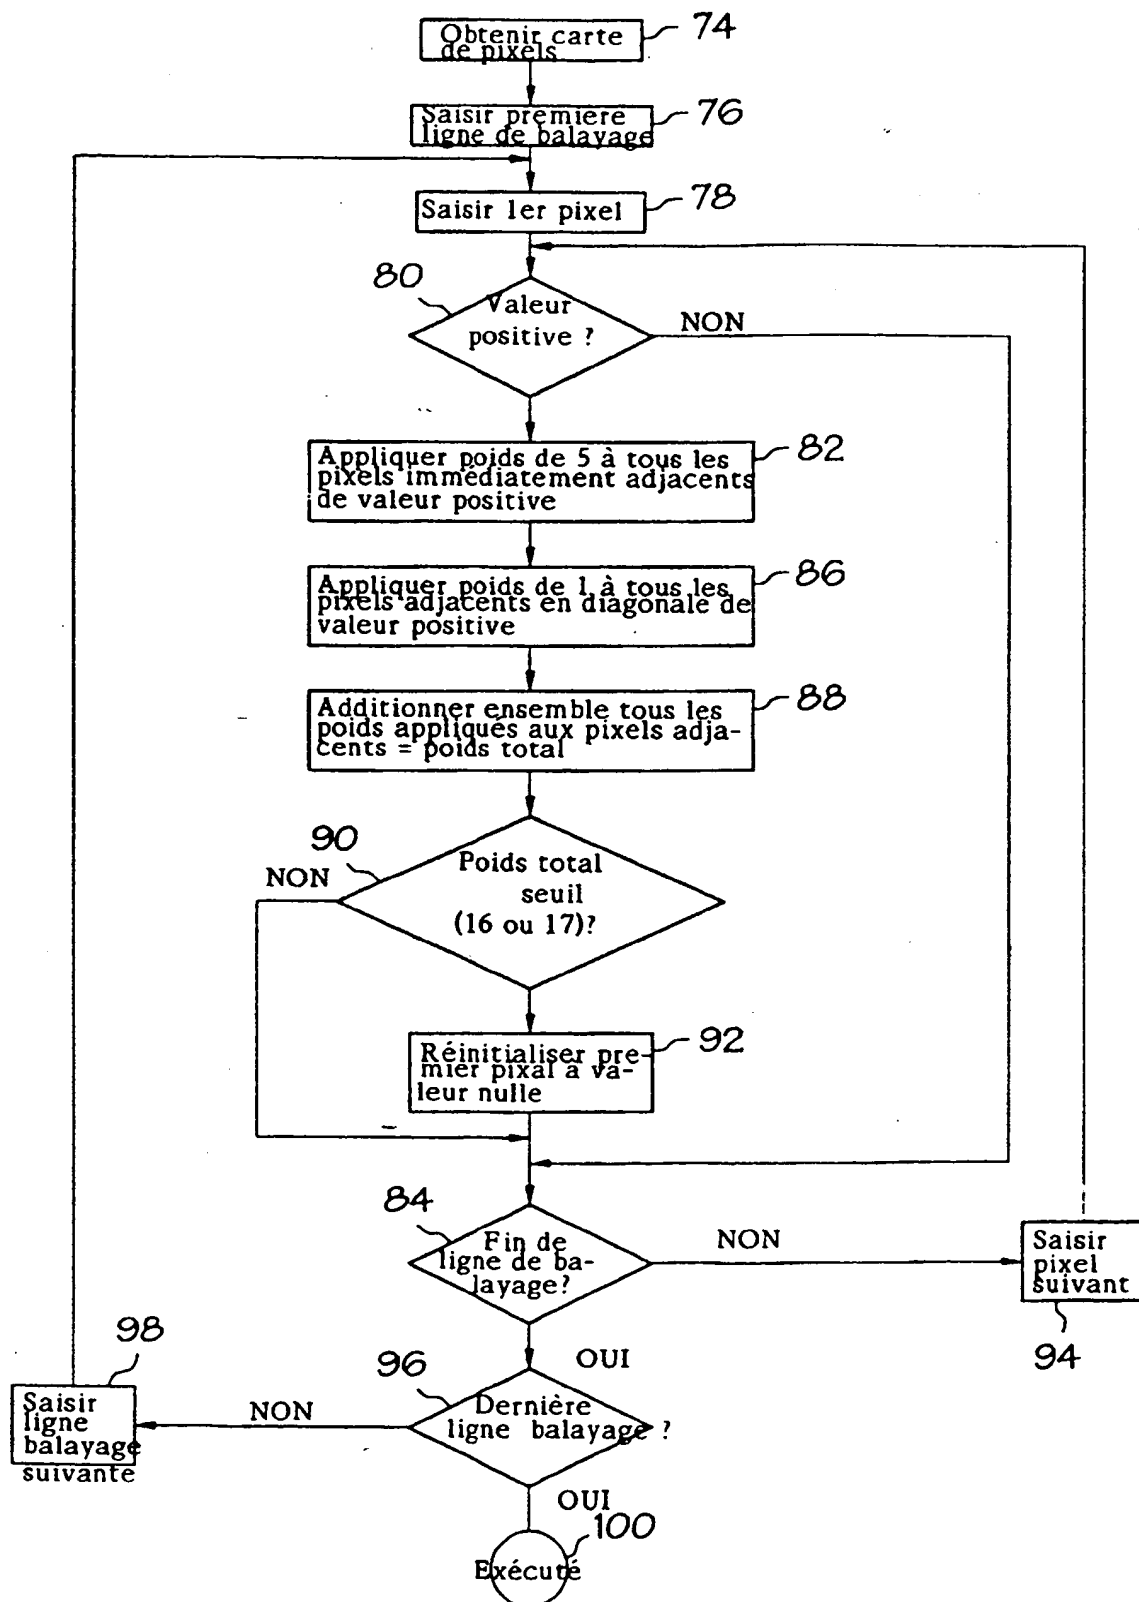 Obtenir carte
de pixels
74
Saisir premiere
ligne de balayage
76
Saisir 1er pixel
78
80
Valeur
positive ?
NON
Appliquer poids de 5 à tous les
pixels immédiatement adjacents
de valeur positive
82
Appliquer poids de 1 à tous les
pixels adjacents en diagonale de
valeur positive
86
Additionner ensemble tous les
poids appliqués aux pixels adja-
cents = poids total
88
90
NON
Poids total
seuil
(16 ou 17)?
Réinitialiser pre-
mier pixal a va-
leur nulle
92
84
Fin de
ligne de ba-
layage?
NON
Saisir
pixel
suivant
94
OUI
98
Saisir
ligne
balayage
suivante
NON
96
Dernière
ligne balayage ?
OUI
100
Exécuté